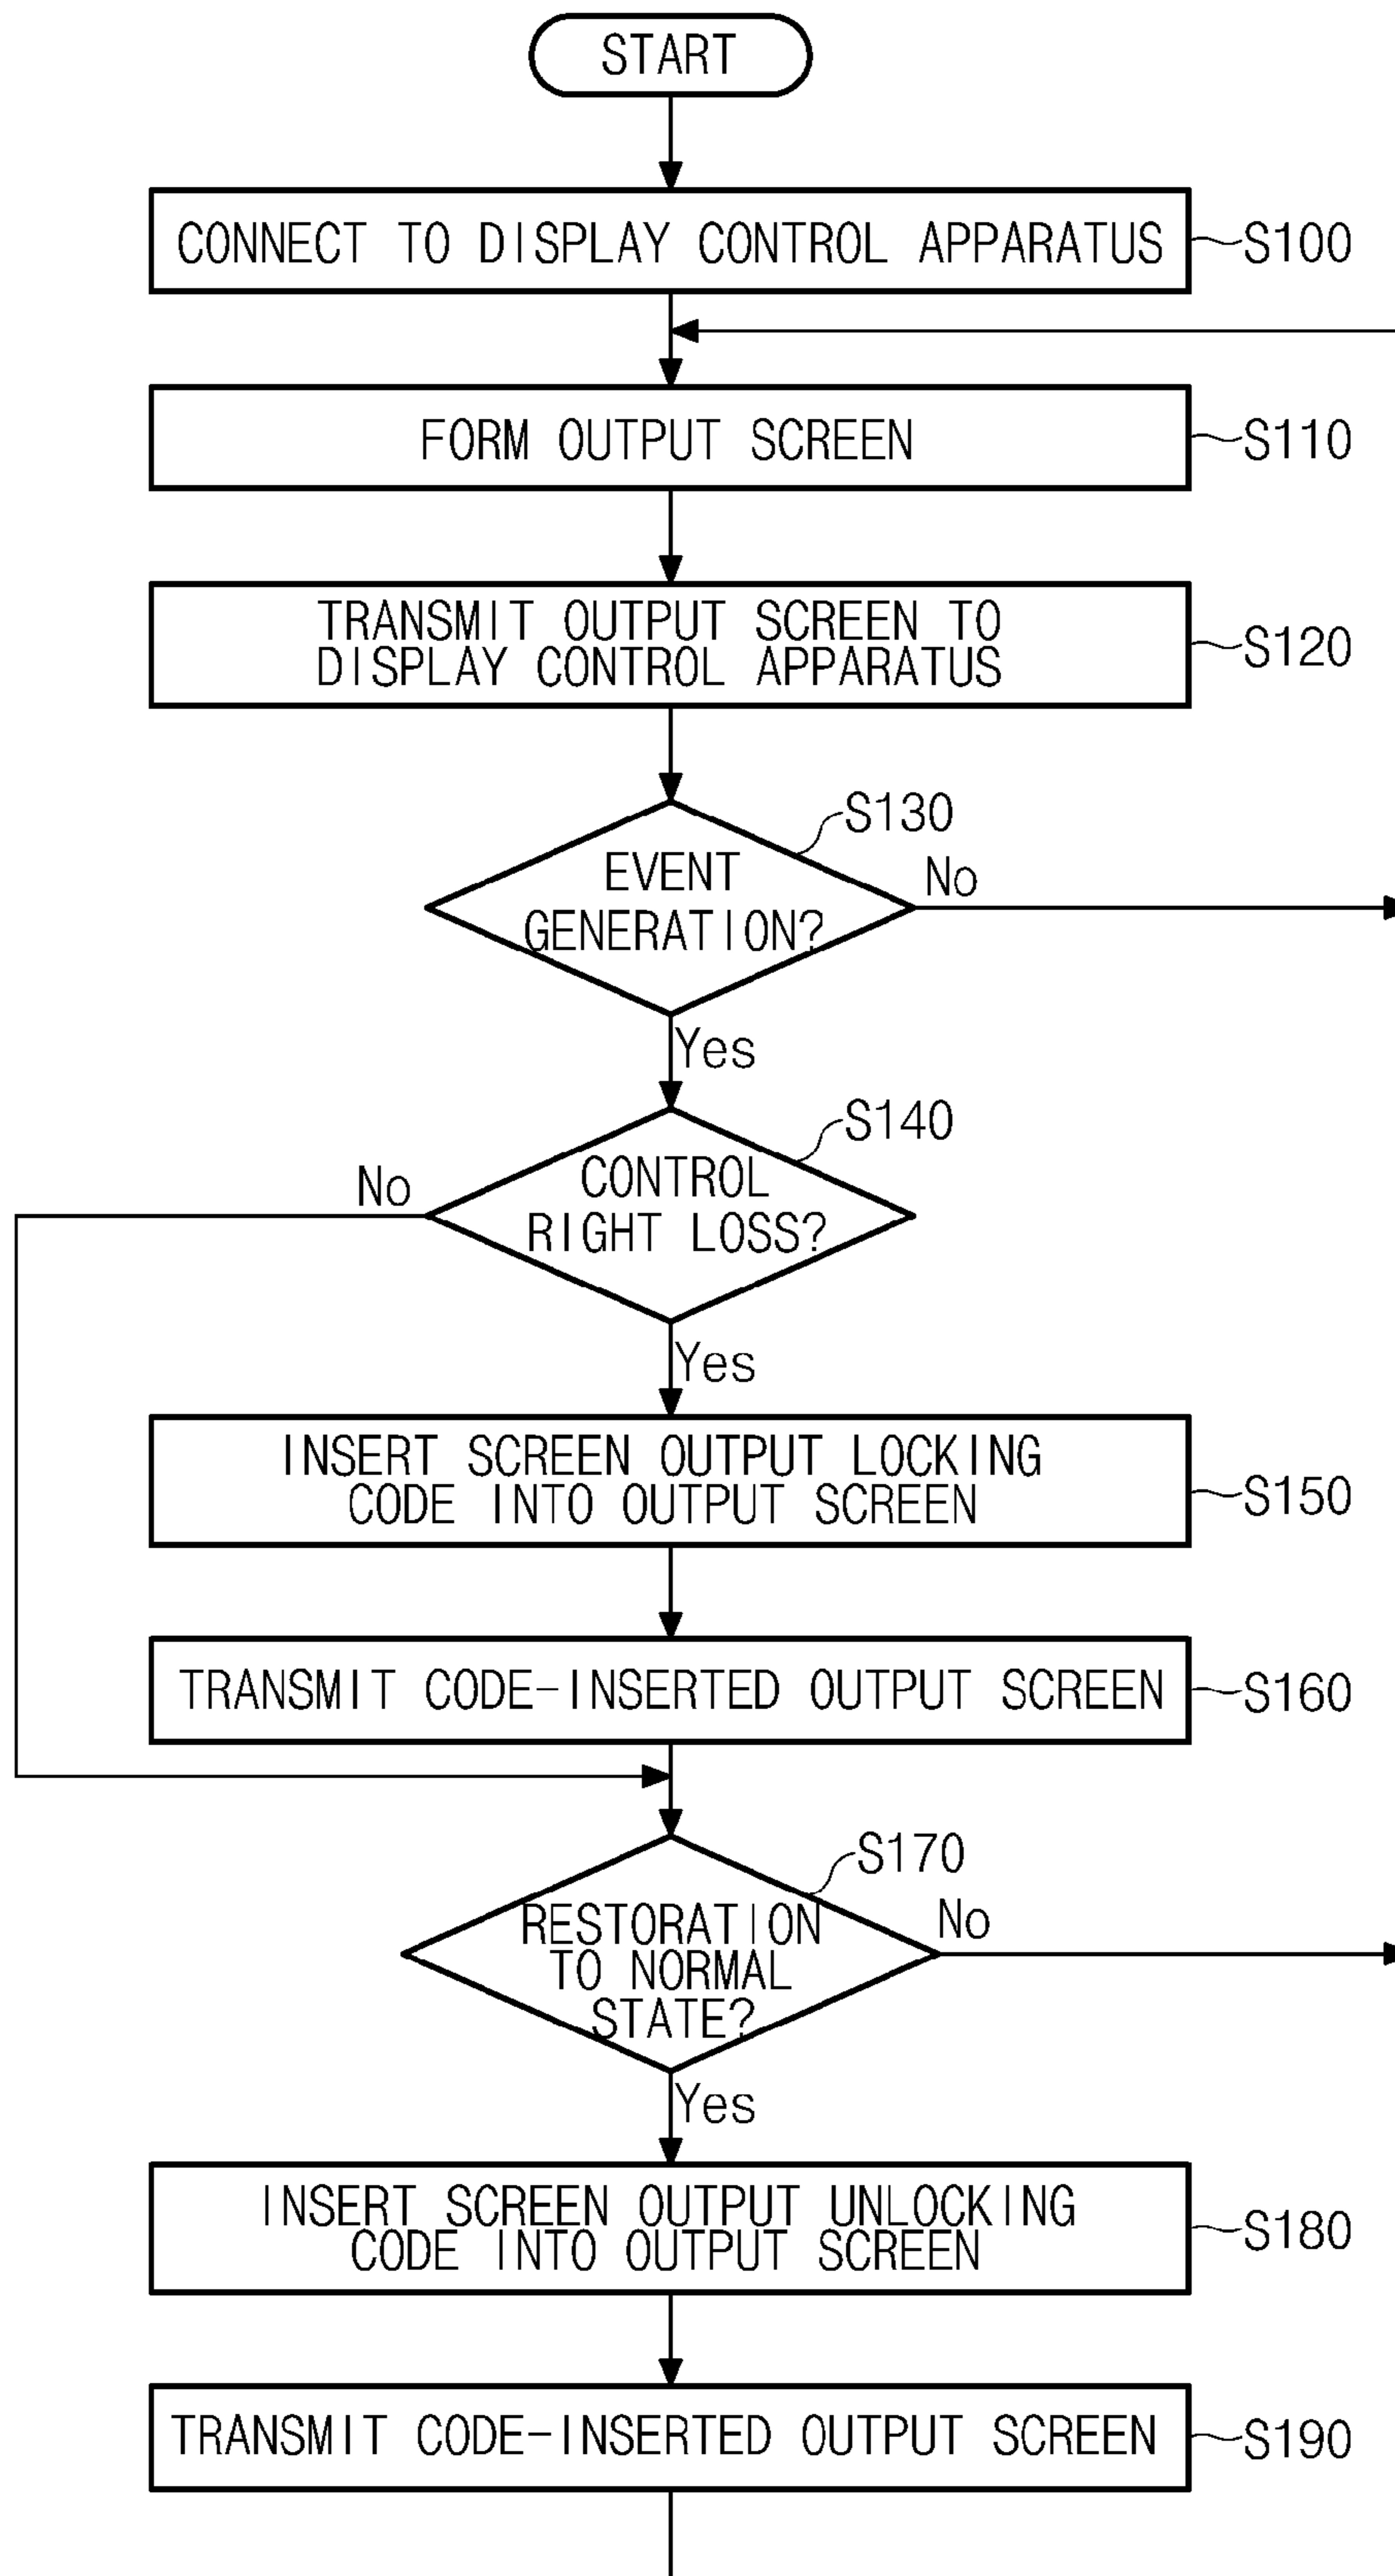 START
CONNECT TO DISPLAY CONTROL APPARATUS
S100
FORM OUTPUT SCREEN
S110
TRANSMIT OUTPUT SCREEN TO
DISPLAY CONTROL APPARATUS
S120
S130
EVENT
GENERATION?
No
Yes
S140
CONTROL
RIGHT LOSS?
No
Yes
INSERT SCREEN OUTPUT LOCKING
CODE INTO OUTPUT SCREEN
S150
TRANSMIT CODE-INSERTED OUTPUT SCREEN
S160
S170
RESTORATION
TO NORMAL
STATE?
No
Yes
INSERT SCREEN OUTPUT UNLOCKING
CODE INTO OUTPUT SCREEN
S180
TRANSMIT CODE-INSERTED OUTPUT SCREEN
S190